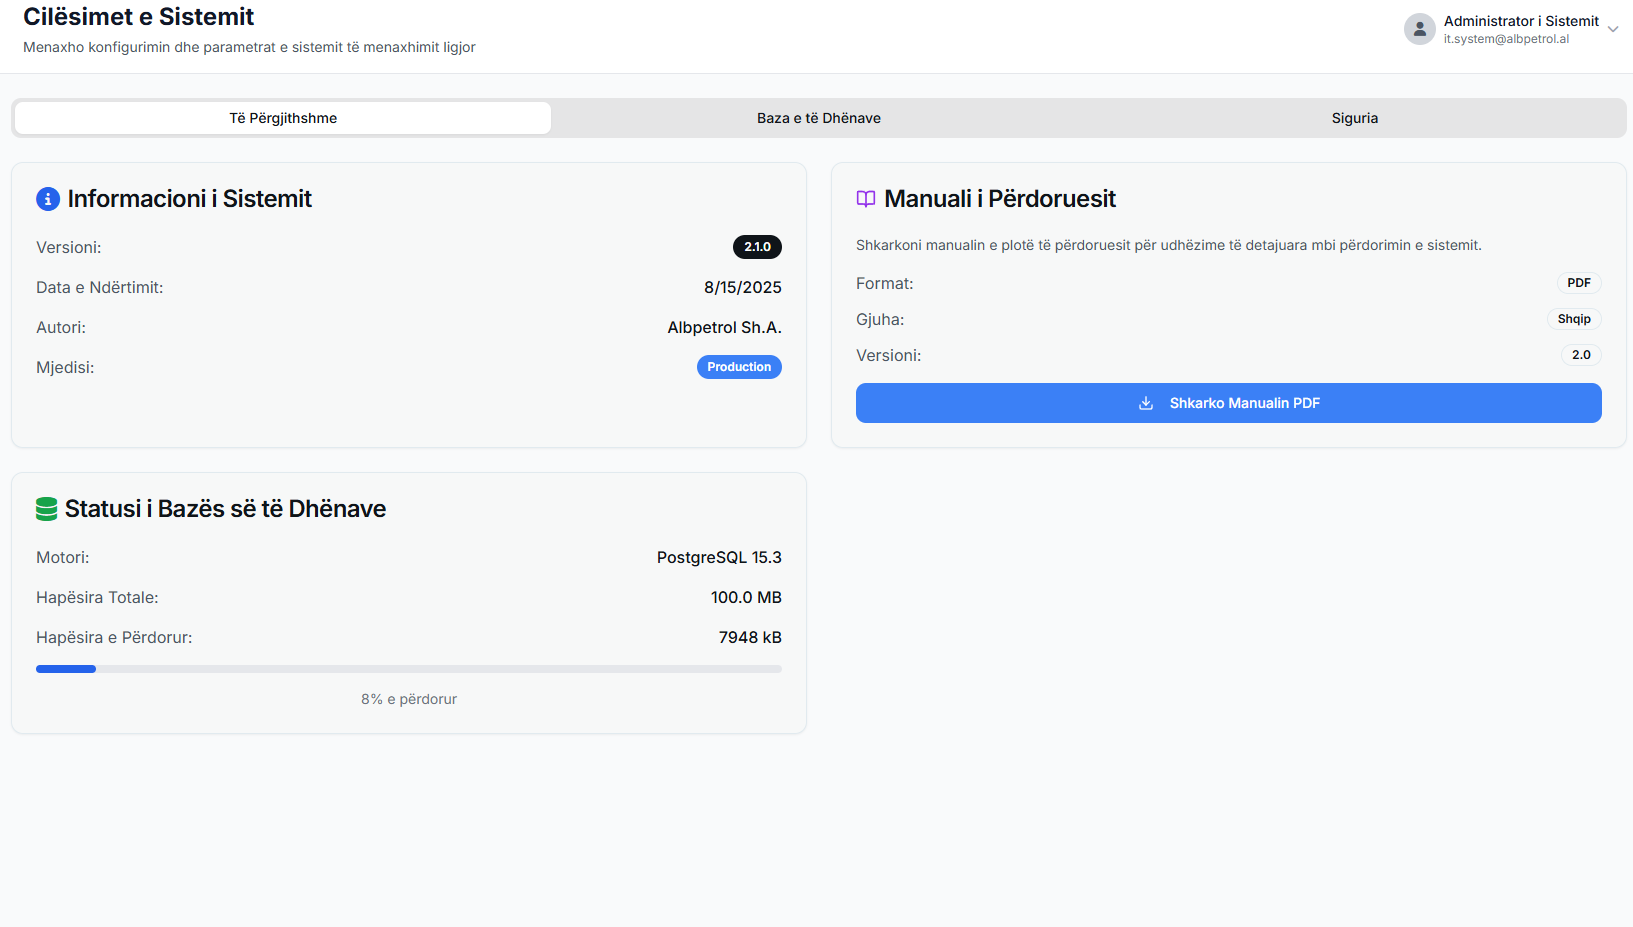 Cilësimet e Sistemit
Menaxho konfigurimin dhe parametrat e sistemit të menaxhimit ligjor
Administrator i Sistemit
it.system@albpetrol.al
Të Përgjithshme
Baza e të Dhënave
Siguria
Informacioni i Sistemit
Versioni: 2.1.0
Data e Ndërtimit: 8/15/2025
Autori: Albpetrol Sh.A.
Mjedisi: Production
Manuali i Përdoruesit
Shkarkoni manualin e plotë të përdoruesit për udhëzime të detajuara mbi përdorimin e sistemit.
Format: PDF
Gjuha: Shqip
Versioni: 2.0
Shkarko Manualin PDF
Statusi i Bazës së të Dhënave
Motori: PostgreSQL 15.3
Hapësira Totale: 100.0 MB
Hapësira e Përdorur: 7948 kB
8% e përdorur